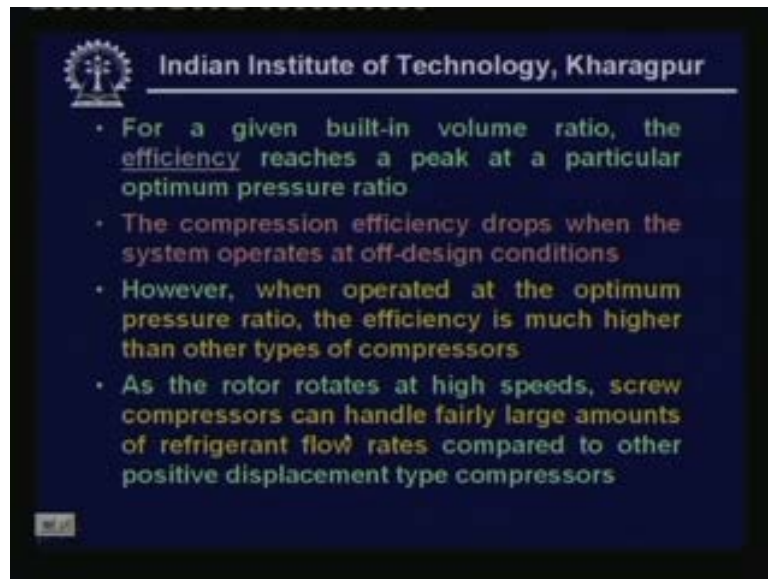 Indian Institute of Technology, Kharagpur
• For a given built-in volume ratio, the
efficiency reaches a peak at a particular
optimum pressure ratio
• The compression efficiency drops when the
system operates at off-design conditions
• However, when operated at the optimum
pressure ratio, the efficiency is much higher
than other types of compressors
• As the rotor rotates at high speeds, screw
compressors can handle fairly large amounts
of refrigerant flow rates compared to other
positive displacement type compressors